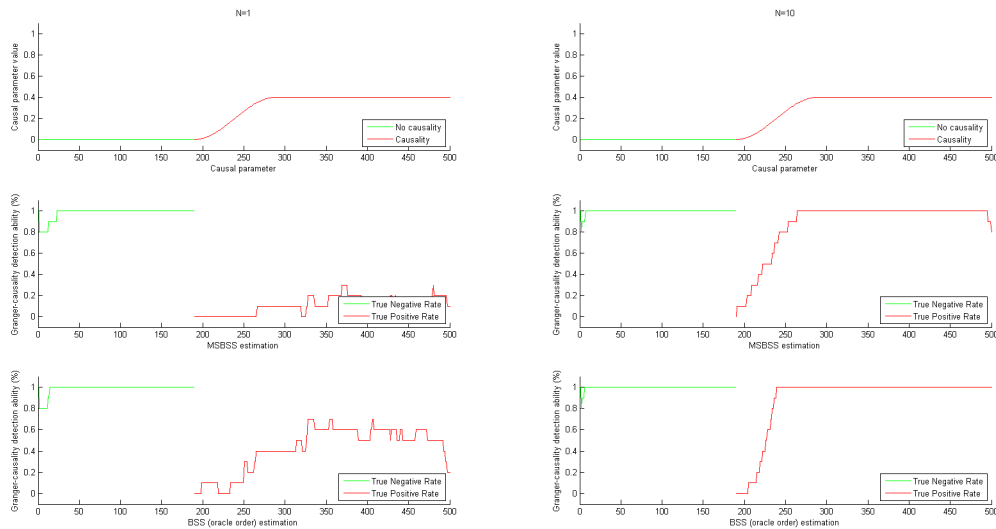 N=1
Causal parameter value
1
0.8
0.6
0.4
0.2
0
0 50 100 150 200 250 300 350 400 450 500
Causal parameter
No causality
Causality
N=10
Causal parameter value
1
0.8
0.6
0.4
0.2
0
0 50 100 150 200 250 300 350 400 450 500
Causal parameter
No causality
Causality
Granger-causality detection ability (%)
1
0.8
0.6
0.4
0.2
0
0 50 100 150 200 250 300 350 400 450 500
MSBSS estimation
True Negative Rate
True Positive Rate
Granger-causality detection ability (%)
1
0.8
0.6
0.4
0.2
0
0 50 100 150 200 250 300 350 400 450 500
MSBSS estimation
True Negative Rate
True Positive Rate
Granger-causality detection ability (%)
1
0.8
0.6
0.4
0.2
0
0 50 100 150 200 250 300 350 400 450 500
BSS (oracle order) estimation
True Negative Rate
True Positive Rate
Granger-causality detection ability (%)
1
0.8
0.6
0.4
0.2
0
0 50 100 150 200 250 300 350 400 450 500
BSS (oracle order) estimation
True Negative Rate
True Positive Rate